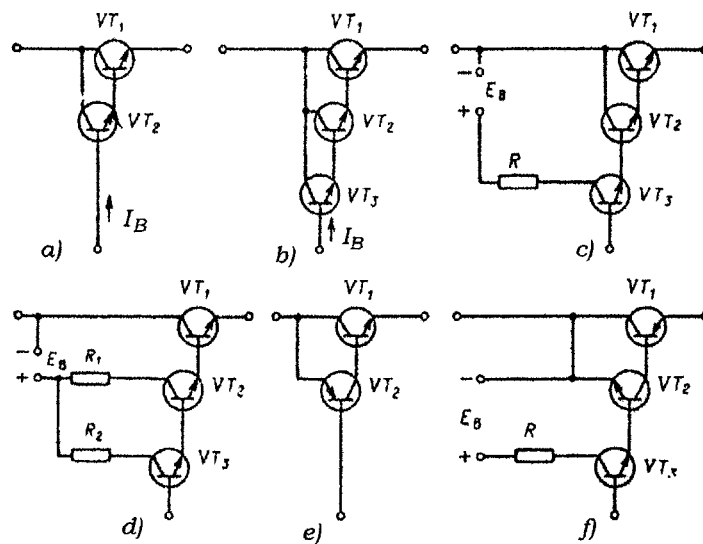 VT₁
VT₂
I_B
a)
VT₁
VT₂
VT₃
I_B
b)
VT₁
−
E_B
+
VT₂
R
VT₃
c)
VT₁
−
E_B
+
R₁
VT₂
R₂
VT₃
d)
VT₁
VT₂
e)
VT₁
−
VT₂
E_B
+
R
VT₃
f)